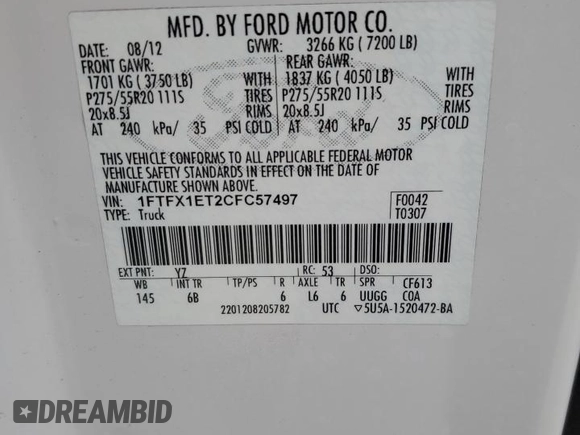 MFD. BY FORD MOTOR CO.
DATE: 08/12 GVWR: 3266 KG ( 7200 LB)
FRONT GAWR: REAR GAWR:
1701 KG ( 3750 LB) WITH 1837 KG ( 4050 LB) WITH
P275/55R20 111S TIRES P275/55R20 111S TIRES
20x8.5J RIMS 20x8.5J RIMS
AT 240 kPa/ 35 PSI COLD AT 240 kPa/ 35 PSI COLD
THIS VEHICLE CONFORMS TO ALL APPLICABLE FEDERAL MOTOR
VEHICLE SAFETY STANDARDS IN EFFECT ON THE DATE OF
MANUFACTURE SHOWN ABOVE.
VIN: 1FTFX1ET2CFC57497 F0042
TYPE: Truck T0307
EXT PNT: YZ RC: 53 DSO:
WB INT TR TP/PS R AXLE TR SPR CF613
145 6B 6 L6 6 UUGG COA
2201208205782 UTC ▽5U5A-1520472-BA
DREAMBID